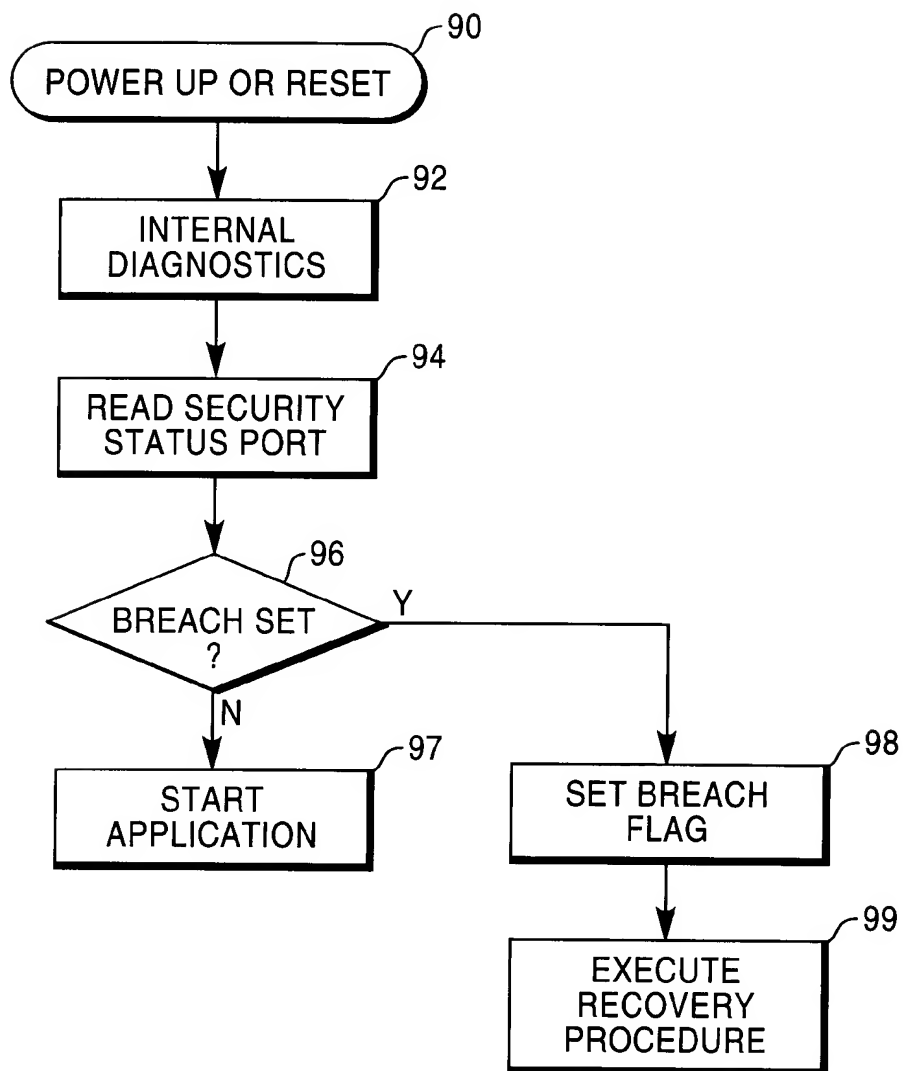 90
POWER UP OR RESET
92
INTERNAL
DIAGNOSTICS
94
READ SECURITY
STATUS PORT
96
BREACH SET
?
Y
N
97
START
APPLICATION
98
SET BREACH
FLAG
99
EXECUTE
RECOVERY
PROCEDURE